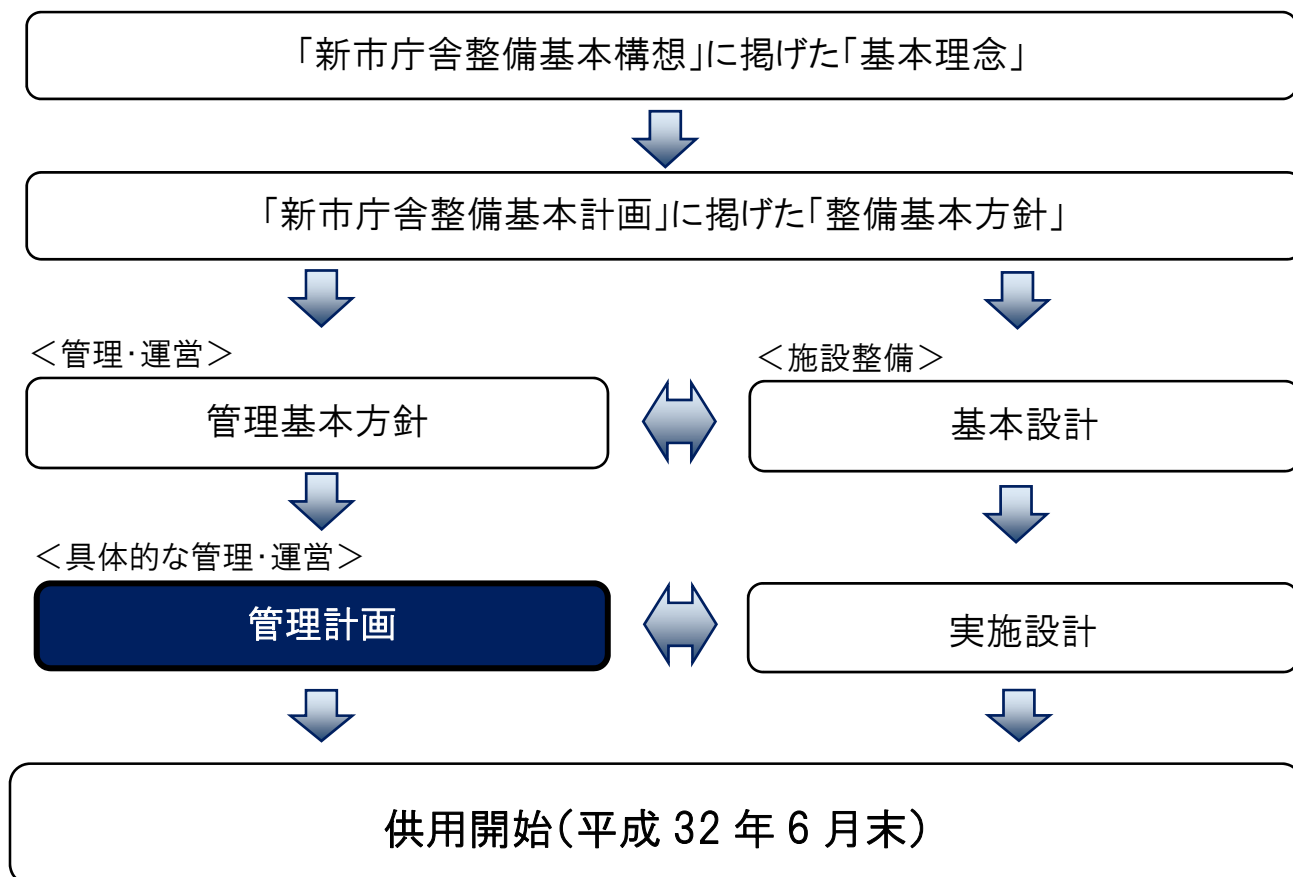 「新市庁舎整備基本構想」に掲げた「基本理念」
「新市庁舎整備基本計画」に掲げた「整備基本方針」
＜管理・運営＞
＜施設整備＞
管理基本方針
基本設計
＜具体的な管理・運営＞
管理計画
実施設計
供用開始（平成 32 年 6 月末）